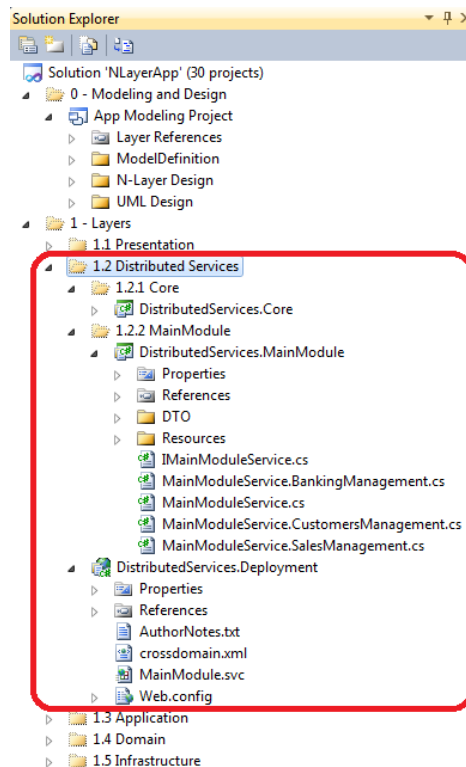 Solution Explorer
Solution 'NLayerApp' (30 projects)
0 - Modeling and Design
App Modeling Project
Layer References
ModelDefinition
N-Layer Design
UML Design
1 - Layers
1.1 Presentation
1.2 Distributed Services
1.2.1 Core
DistributedServices.Core
1.2.2 MainModule
DistributedServices.MainModule
Properties
References
DTO
Resources
IMainModuleService.cs
MainModuleService.BankingManagement.cs
MainModuleService.cs
MainModuleService.CustomersManagement.cs
MainModuleService.SalesManagement.cs
DistributedServices.Deployment
Properties
References
AuthorNotes.txt
crossdomain.xml
MainModule.svc
Web.config
1.3 Application
1.4 Domain
1.5 Infrastructure